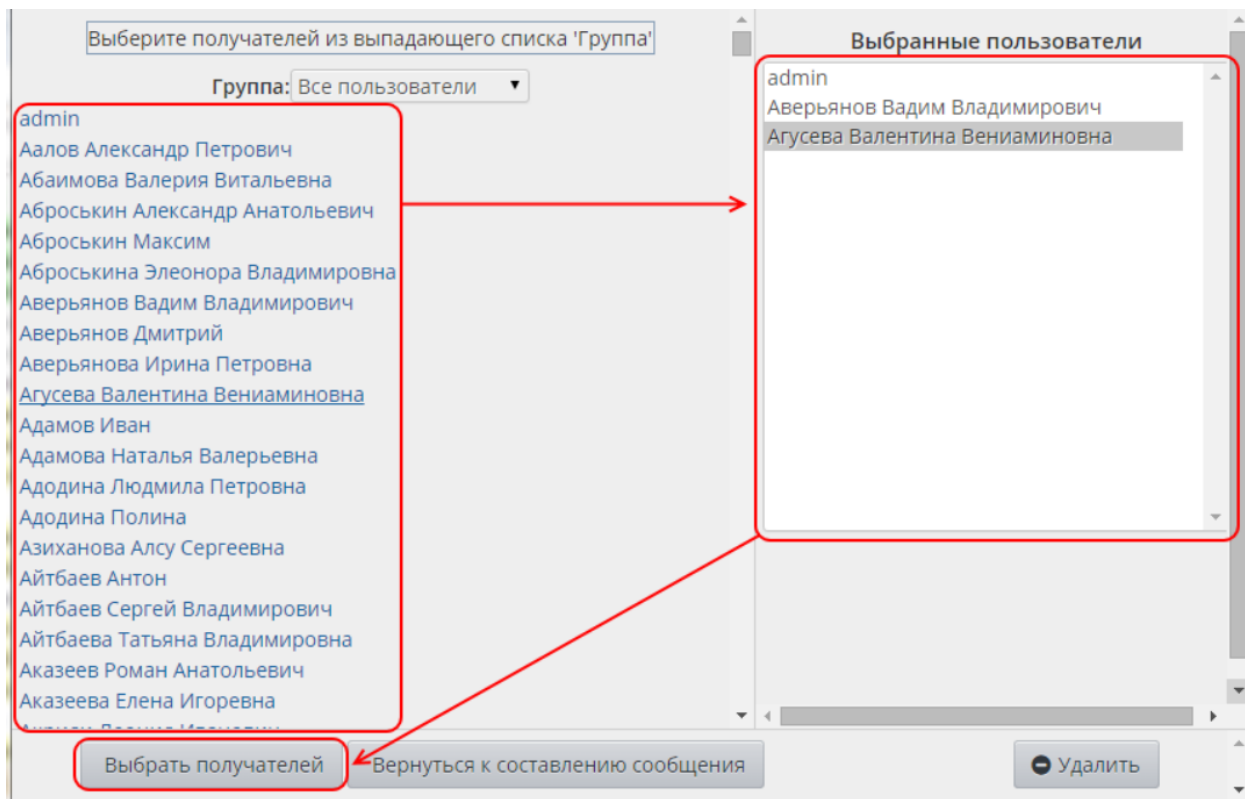 Выберите получателей из выпадающего списка 'Группа'
Группа: Все пользователи
admin
Аалов Александр Петрович
Абаимова Валерия Витальевна
Аброськин Александр Анатольевич
Аброськин Максим
Аброськина Элеонора Владимировна
Аверьянов Вадим Владимирович
Аверьянов Дмитрий
Аверьянова Ирина Петровна
Агусева Валентина Вениаминовна
Адамов Иван
Адамова Наталья Валерьевна
Адодина Людмила Петровна
Адодина Полина
Азиханова Алсу Сергеевна
Айтбаев Антон
Айтбаев Сергей Владимирович
Айтбаева Татьяна Владимировна
Аказеев Роман Анатольевич
Аказеева Елена Игоревна
Выбранные пользователи
admin
Аверьянов Вадим Владимирович
Агусева Валентина Вениаминовна
Выбрать получателей
Вернуться к составлению сообщения
Удалить